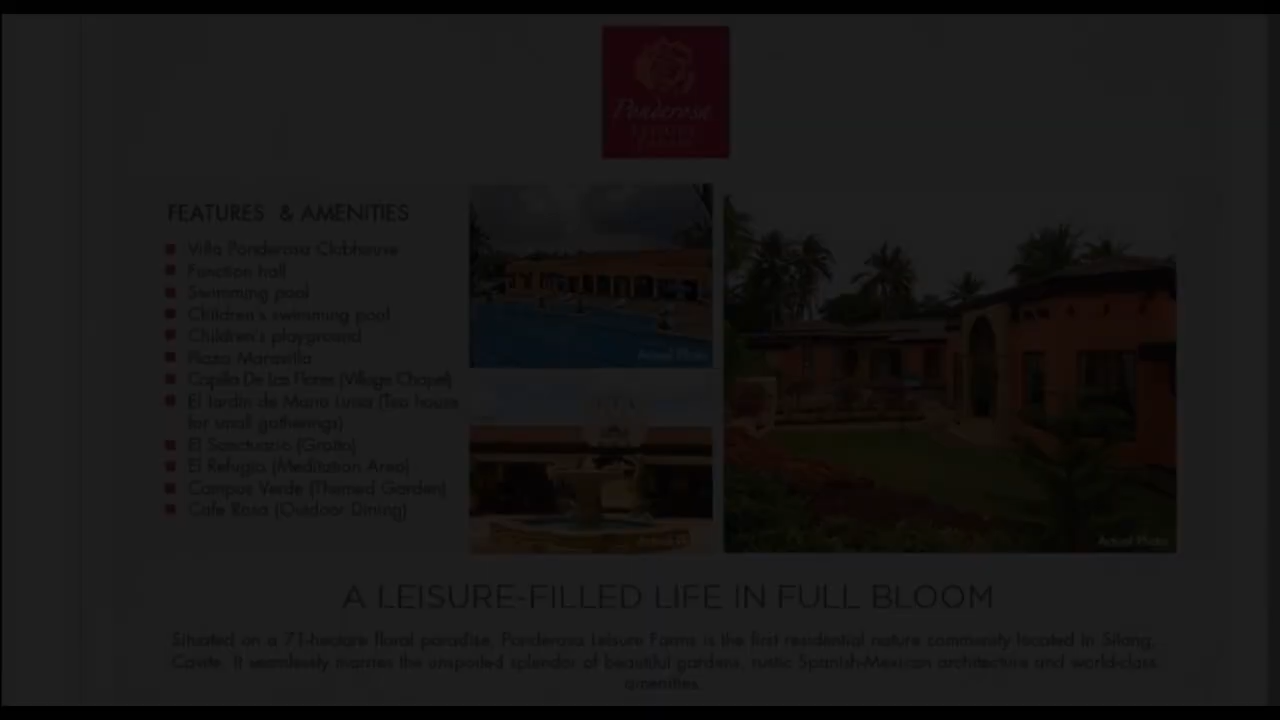 Ponderosa
LEISURE
FARMS
FEATURES & AMENITIES
Villa Ponderosa Clubhouse
Function hall
Swimming pool
Children's swimming pool
Children's playground
Plaza Maravilla
Capilla De Las Flores (Village Chapel)
El Jardin de Maria Luisa (Tea house
for small gatherings)
El Sanctuario (Grotto)
El Refugio (Meditation Area)
Campus Verde (Themed Garden)
Cafe Rosa (Outdoor Dining)
Actual Photo
Actual Photo
A LEISURE-FILLED LIFE IN FULL BLOOM
Situated on a 71-hectare floral paradise, Ponderosa Leisure Farms is the first residential nature community located in Silang,
Cavite. It seamlessly marries the unspoiled splendor of beautiful gardens, rustic Spanish-Mexican architecture and world-class
amenities.